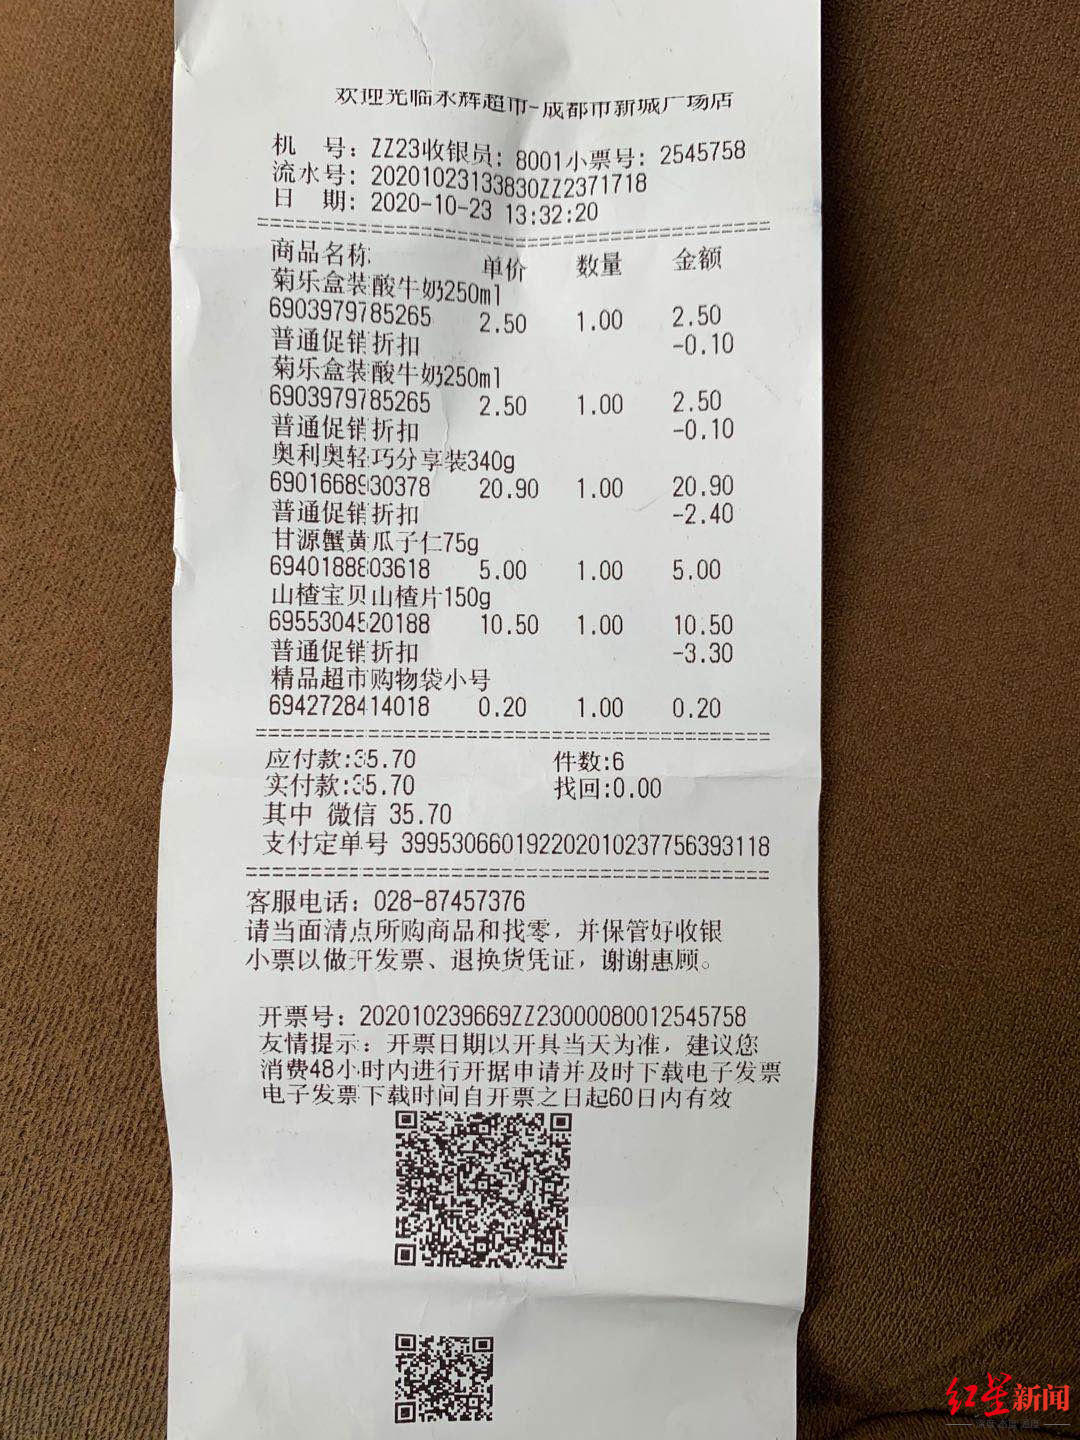 欢迎光临永辉超市-成都市新城广场店
机 号: ZZ23收银员: 8001小票号: 2545758
流水号: 20201023133830ZZ2371718
日 期: 2020-10-23 13:32:20
商品名称 单价 数量 金额
菊乐盒装酸牛奶250ml
6903979785265 2.50 1.00 2.50
普通促销折扣 -0.10
菊乐盒装酸牛奶250ml
6903979785265 2.50 1.00 2.50
普通促销折扣 -0.10
奥利奥轻巧分享装340g
6901668930378 20.90 1.00 20.90
普通促销折扣 -2.40
甘源蟹黄瓜子仁75g
6940188803618 5.00 1.00 5.00
山楂宝贝山楂片150g
6955304520188 10.50 1.00 10.50
普通促销折扣 -3.30
精品超市购物袋小号
6942728414018 0.20 1.00 0.20
应付款:35.70 件数:6
实付款:35.70 找回:0.00
其中 微信 35.70
支付定单号 39953066019220201023775639​3118
客服电话: 028-87457376
请当面清点所购商品和找零, 并保管好收银
小票以做开发票、退换货凭证, 谢谢惠顾。
开票号: 202010239669ZZ23000080012545758
友情提示: 开票日期以开具当天为准, 建议您
消费48小时内进行开据申请并及时下载电子发票
电子发票下载时间自开票之日起60日内有效
红星新闻